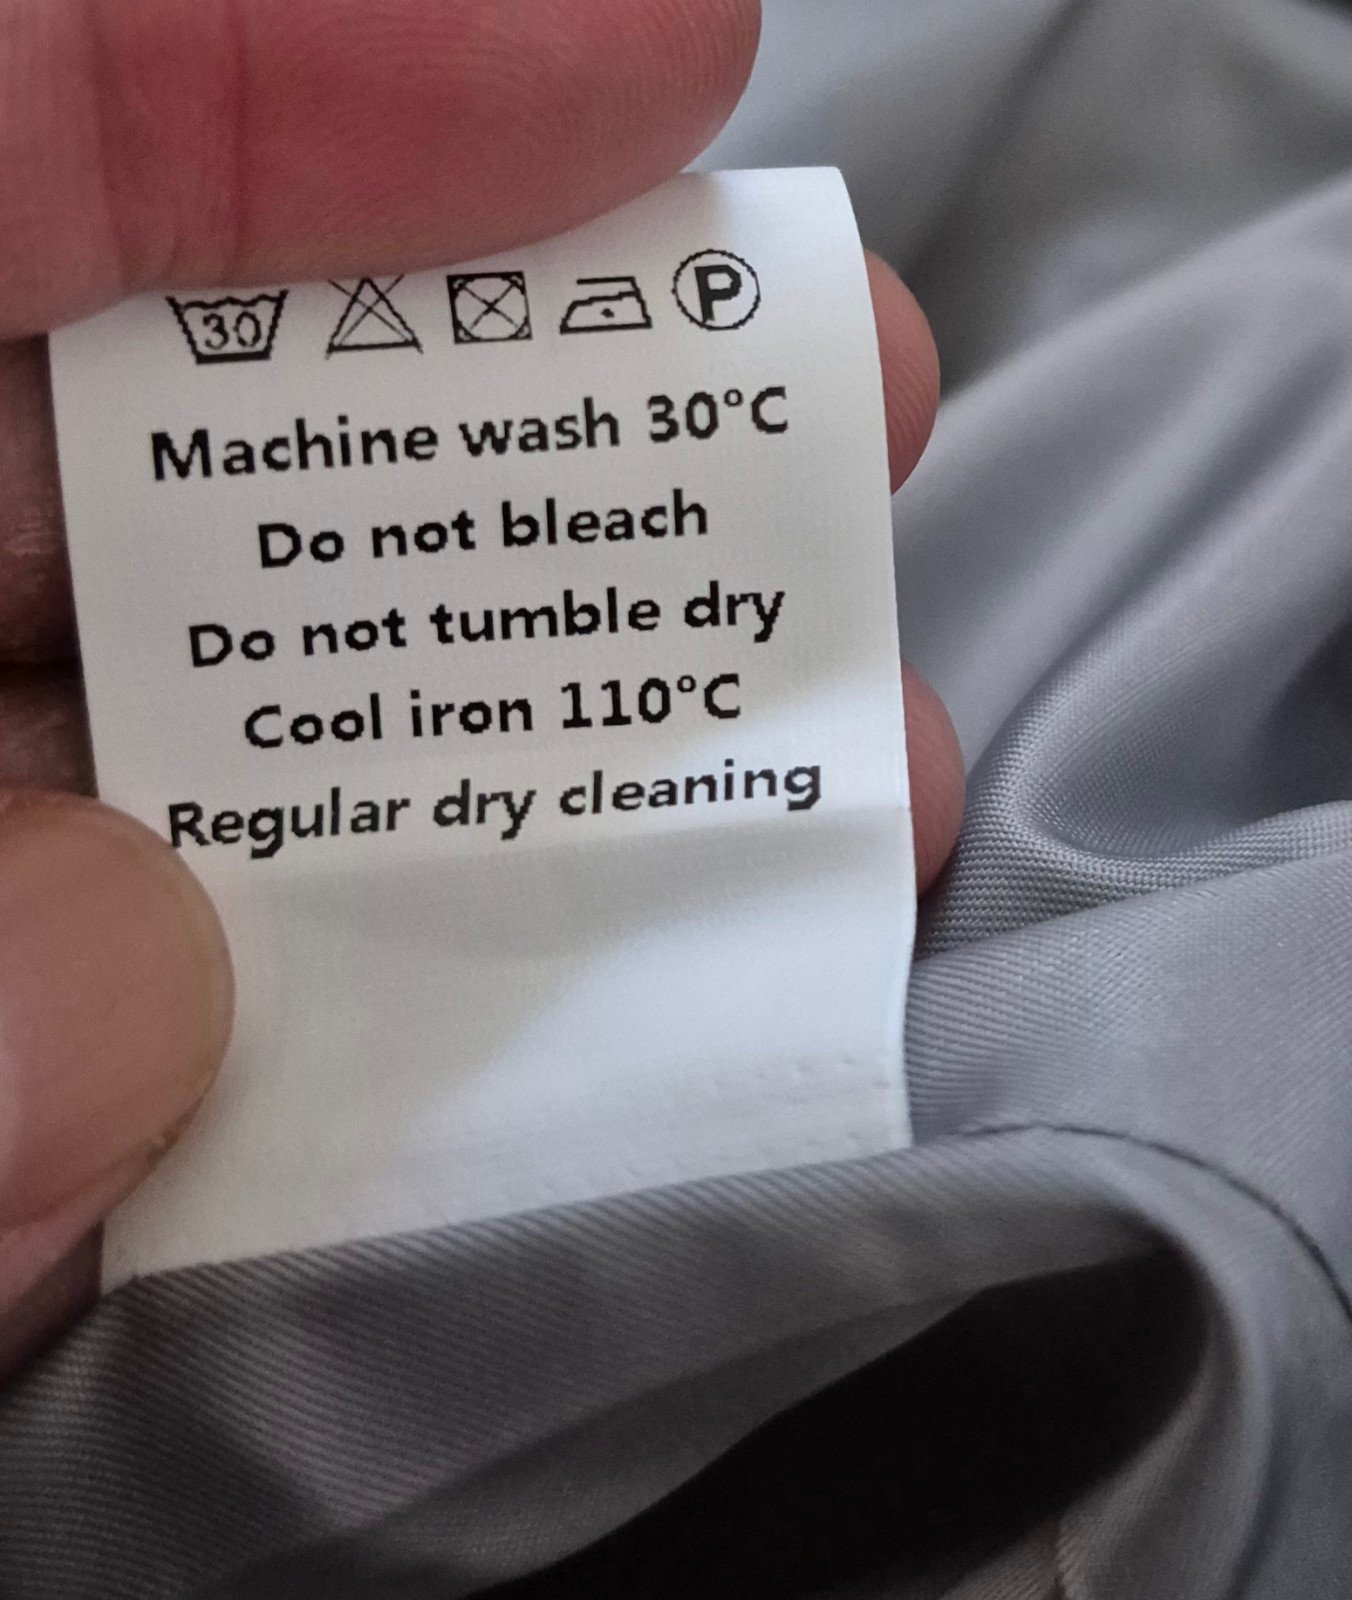 30 P
Machine wash 30°C
Do not bleach
Do not tumble dry
Cool iron 110°C
Regular dry cleaning